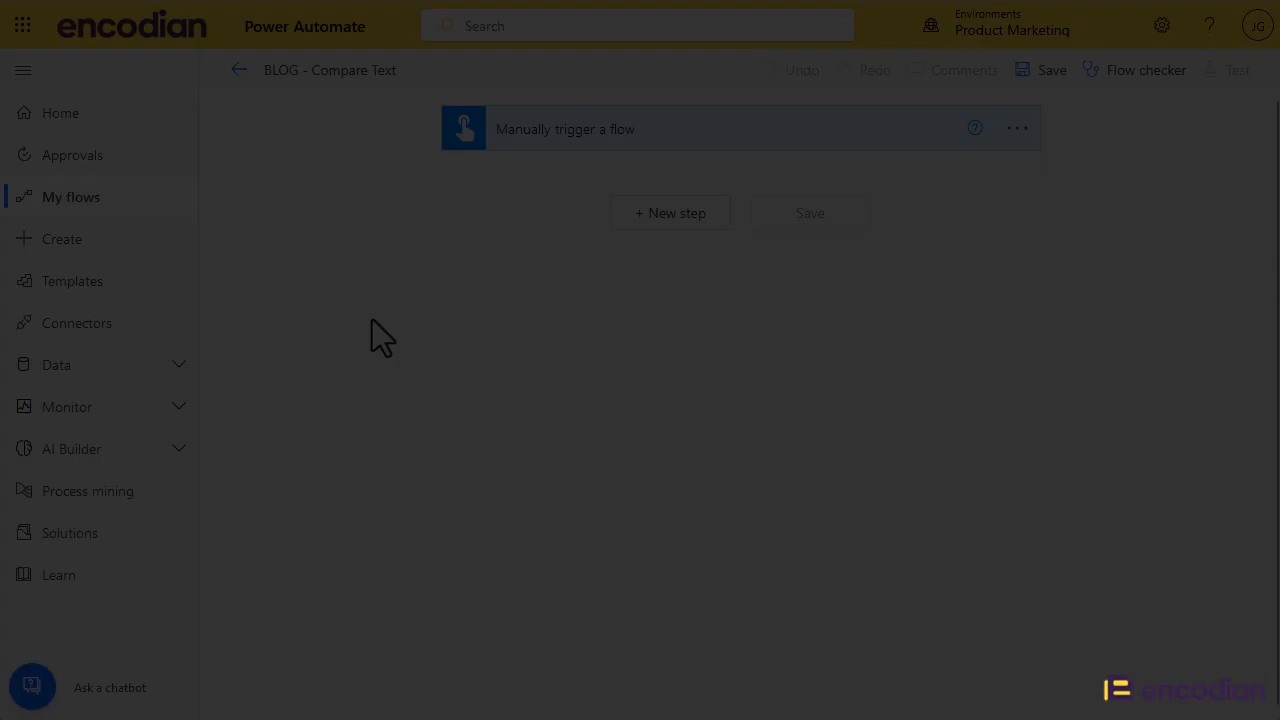 encodian
Power Automate
Search
Environments
Product Marketing
?
JG
BLOG - Compare Text
Undo
Redo
Comments
Save
Flow checker
Test
Home
Approvals
My flows
Create
Templates
Connectors
Data
Monitor
AI Builder
Process mining
Solutions
Learn
Ask a chatbot
Manually trigger a flow
?
...
+ New step
Save
encodian